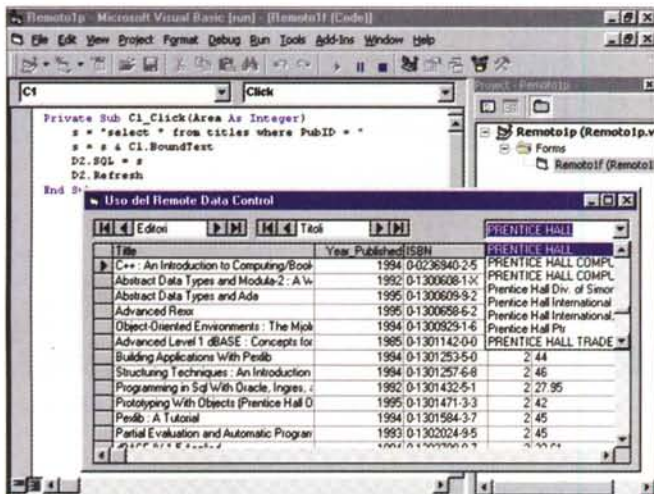 Remoto1p - Microsoft Visual Basic [run] - [Remoto1f (Code)]
File Edit View Project Format Debug Run Tools Add-Ins Window Help
C1 Click
Private Sub C1_Click(Area As Integer)
s = "select * from titles where PubID = "
s = s & C1.BoundText
D2.SQL = s
D2.Refresh
End
Project - Remoto1p
Remoto1p (Remoto1p.v
Forms
Remoto1f (Remoto1
Uso del Remote Data Control
Editori Titoli PRENTICE HALL
Title Year_Published ISBN
C++ : An Introduction to Computing/Book 1994 0-0236940-2-5
Abstract Data Types and Modula-2 : A W 1992 0-1300608-1-X
Abstract Data Types and Ada 1995 0-1300609-9-2
Advanced Rexx 1995 0-1300658-6-2
Object-Oriented Environments : The Mjol 1994 0-1300929-1-6
Advanced Level 1 dBASE : Concepts for 1985 0-1301142-0-0
Building Applications With Pexlib 1994 0-1301253-5-0 2 44
Structuring Techniques : An Introduction 1994 0-1301257-6-8 2 46
Programming in Sql With Oracle, Ingres, 1992 0-1301432-5-1 2 27.95
Prototyping With Objects (Prentice Hall O 1995 0-1301471-3-3 2 42
Pexlib : A Tutorial 1994 0-1301584-3-7 2 45
Partial Evaluation and Automatic Program 1993 0-1302024-9-5 2 45
PRENTICE HALL
PRENTICE HALL COMPU
PRENTICE HALL COMPU
Prentice Hall Div. of Simon
Prentice Hall International
Prentice Hall International.
Prentice Hall Ptr
PRENTICE HALL TRADE